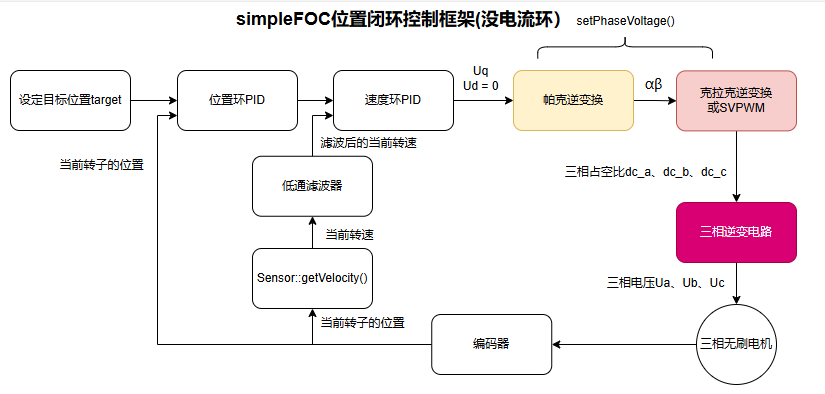 simpleFOC位置闭环控制框架(没电流环）
setPhaseVoltage()
设定目标位置target
位置环PID
速度环PID
Uq
Ud = 0
帕克逆变换
αβ
克拉克逆变换
或SVPWM
滤波后的当前转速
当前转子的位置
低通滤波器
三相占空比dc_a、dc_b、dc_c
当前转速
三相逆变电路
Sensor::getVelocity()
三相电压Ua、Ub、Uc
当前转子的位置
编码器
三相无刷电机